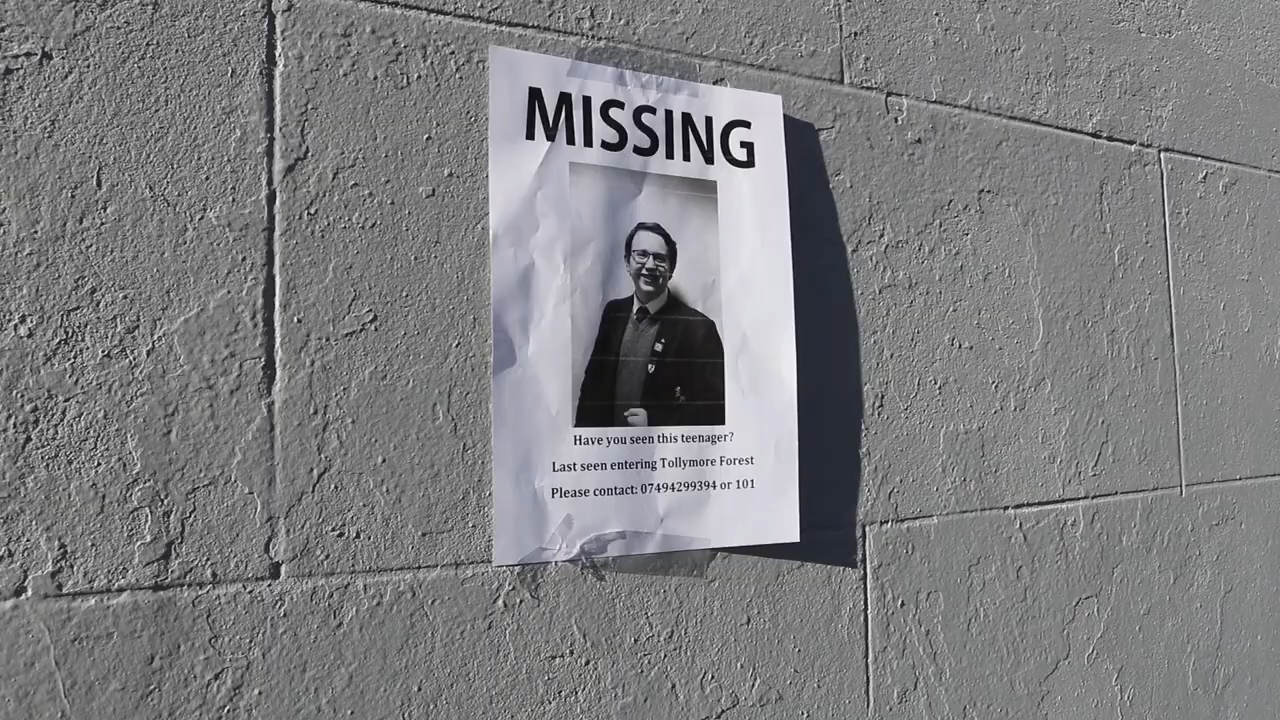 MISSING
Have you seen this teenager?
Last seen entering Tollymore Forest
Please contact: 07494299394 or 101